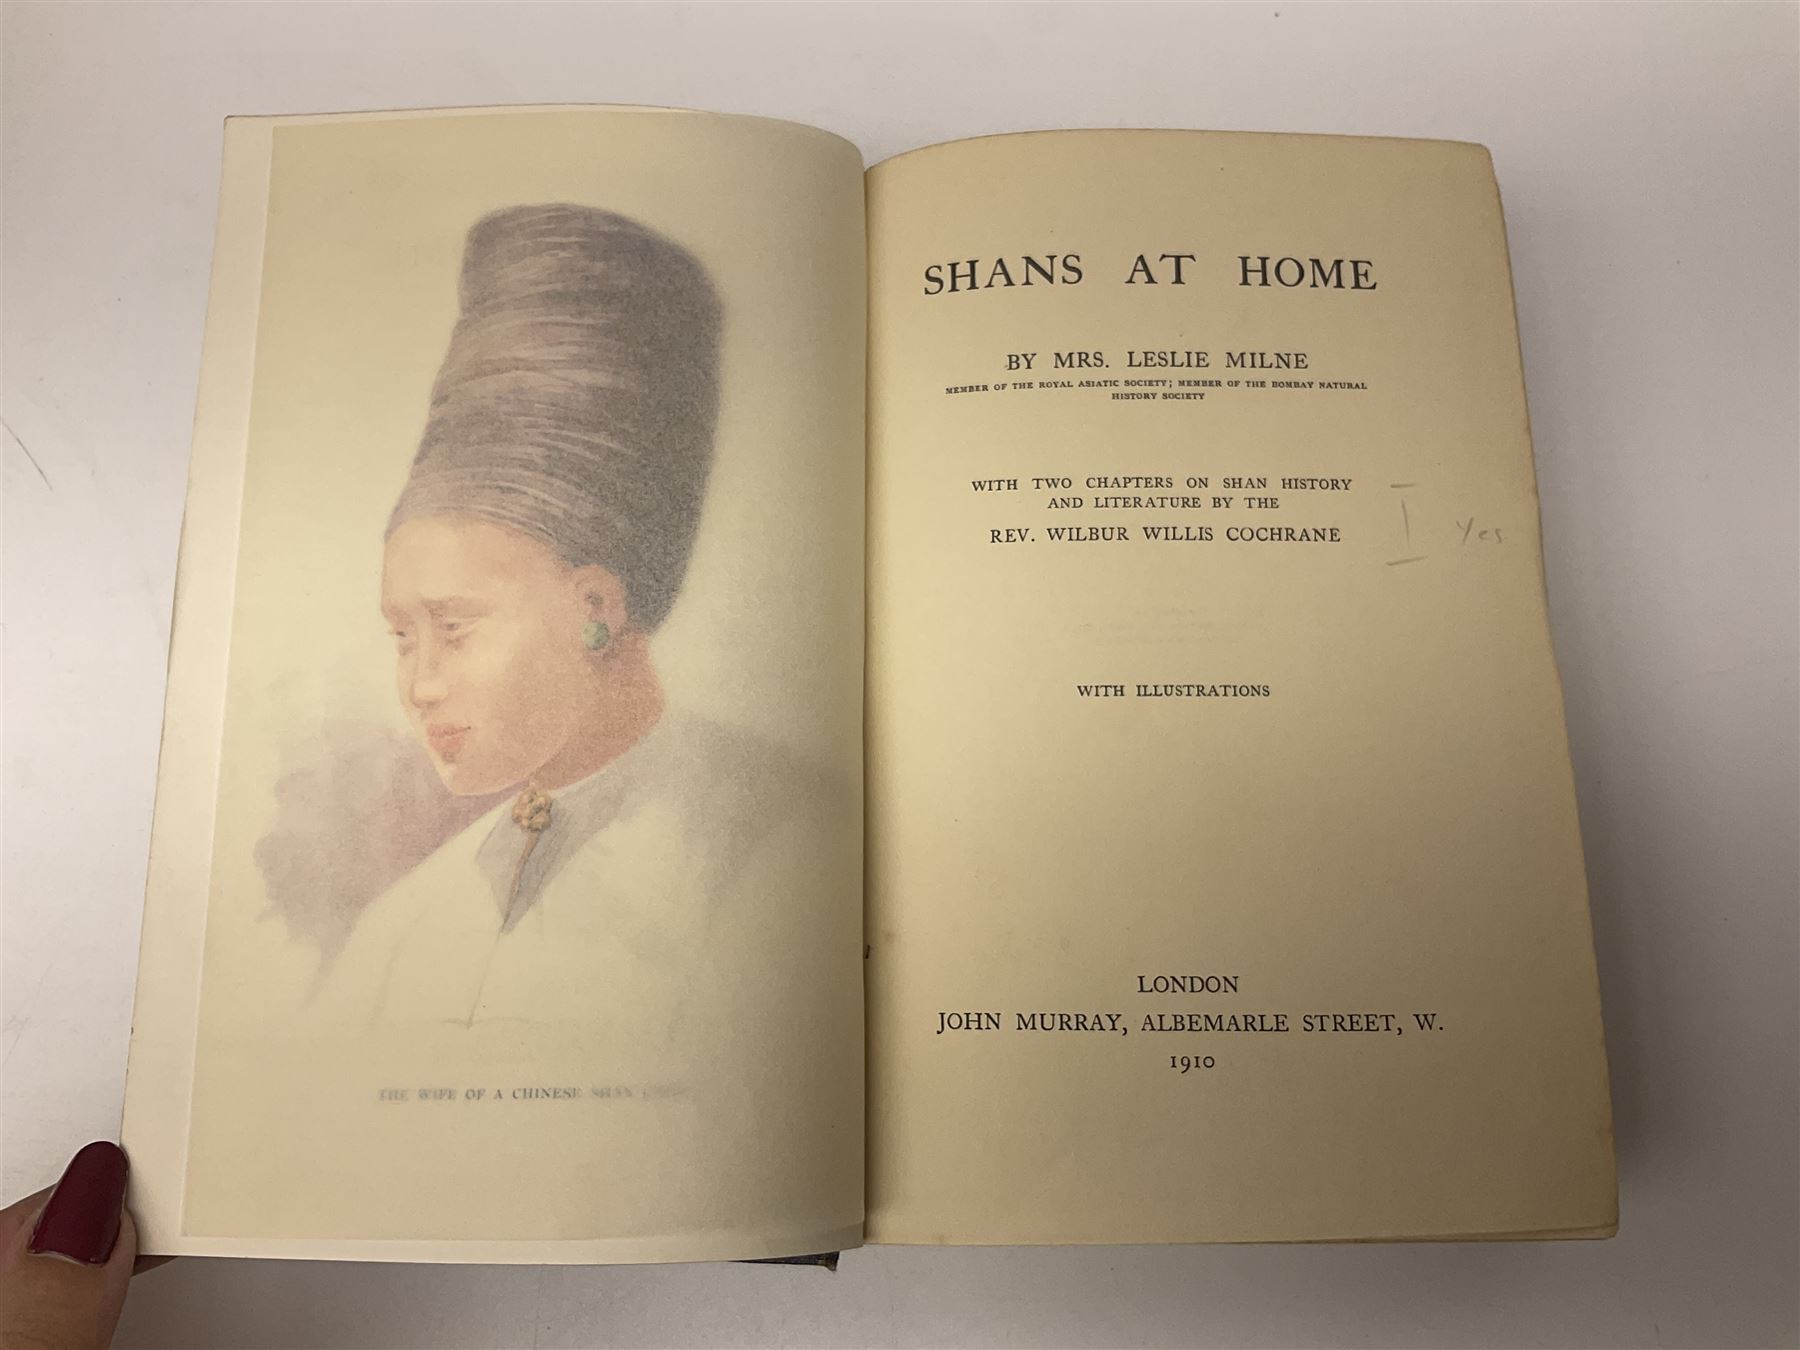 THE WIFE OF A CHINESE SHAN
SHANS AT HOME
BY MRS. LESLIE MILNE
MEMBER OF THE ROYAL ASIATIC SOCIETY; MEMBER OF THE BOMBAY NATURAL
HISTORY SOCIETY
WITH TWO CHAPTERS ON SHAN HISTORY
AND LITERATURE BY THE
REV. WILBUR WILLIS COCHRANE
Yes
WITH ILLUSTRATIONS
LONDON
JOHN MURRAY, ALBEMARLE STREET, W.
1910